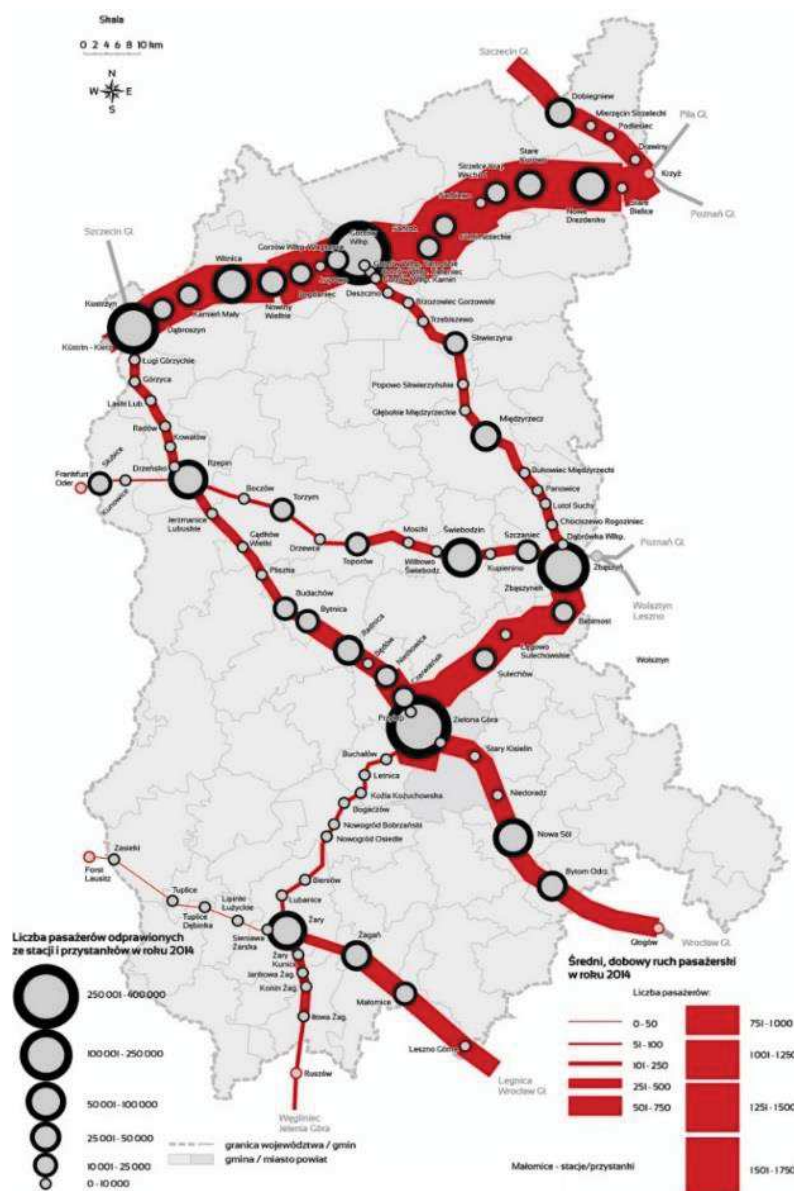 Skala
0 2 4 6 8 10 km
N
W E
S
Szczecin Gł.
Dobiegniew
Mierzęcin Strzelecki
Podlesiec
Drawiny
Krzyż
Piła Gł.
Poznań Gł.
Stare
Bielice
Nowe
Drezdenko
Stare
Strzelce Kraj.
Gorzów
Wlkp.
Szczecin Gł.
Witnica
Kostrzyn
Küstrin - Kietz
Dąbroszyn
Kamień Mały
Nowiny
Wielkie
Bogdaniec
Deszczno
Brzozowiec Gorzowski
Trzebiszewo
Skwierzyna
Popowo Skwierzyńskie
Głębokie Międzyrzeckie
Międzyrzecz
Bukowiec Międzyrzecki
Panowice
Lutol Suchy
Chociszewo Rogoziniec
Dąbrówka Wlkp.
Zbąszyń
Zbąszynek
Poznań Gł.
Wolsztyn
Leszno
Wolsztyn
Ługi Górzyckie
Górzyca
Laski Lub.
Radów
Kowalów
Drzeńsko
Rzepin
Słubice
Kunowice
Frankfurt
Oder
Boczów
Torzym
Drzewce
Toporów
Mostki
Wilkowo
Świebodz.
Świebodzin
Kupienino
Szczaniec
Jerzmanice
Lubuskie
Gądków
Wielki
Pliszka
Budachów
Bytnica
Radnica
Nietkowice
Czerwieńsk
Przylep
Zielona Góra
Babimost
Łęgowo
Sulechowskie
Sulechów
Stary Kisielin
Niedoradz
Nowa Sól
Bytom Odrz.
Głogów
Wrocław Gł.
Buchałów
Letnica
Koźla Kożuchowska
Bogaczów
Nowogród Bobrzański
Nowogród Osiedle
Bieniów
Lubanice
Żary
Zasieki
Forst
Lausitz
Tuplice
Tuplice
Dębinka
Lipinki
Łużyckie
Sieniawa
Żarska
Żary
Kunice
Jankowa Żag.
Konin Żag.
Iłowa Żag.
Ruszów
Węgliniec
Jelenia Góra
Żagań
Małomice
Leszno Górne
Legnica
Wrocław Gł.
Liczba pasażerów odprawionych
ze stacji i przystanków w roku 2014
250 001 - 400 000
100 001 - 250 000
50 001 - 100 000
25 001 - 50 000
10 001 - 25 000
0 - 10 000
granica województwa / gmin
gmina / miasto powiat
Średni, dobowy ruch pasażerski
w roku 2014
Liczba pasażerów:
0 - 50
51 - 100
101 - 250
251 - 500
501 - 750
751 - 1000
1001 - 1250
1251 - 1500
1501 - 1750
Małomice - stacje/przystanki